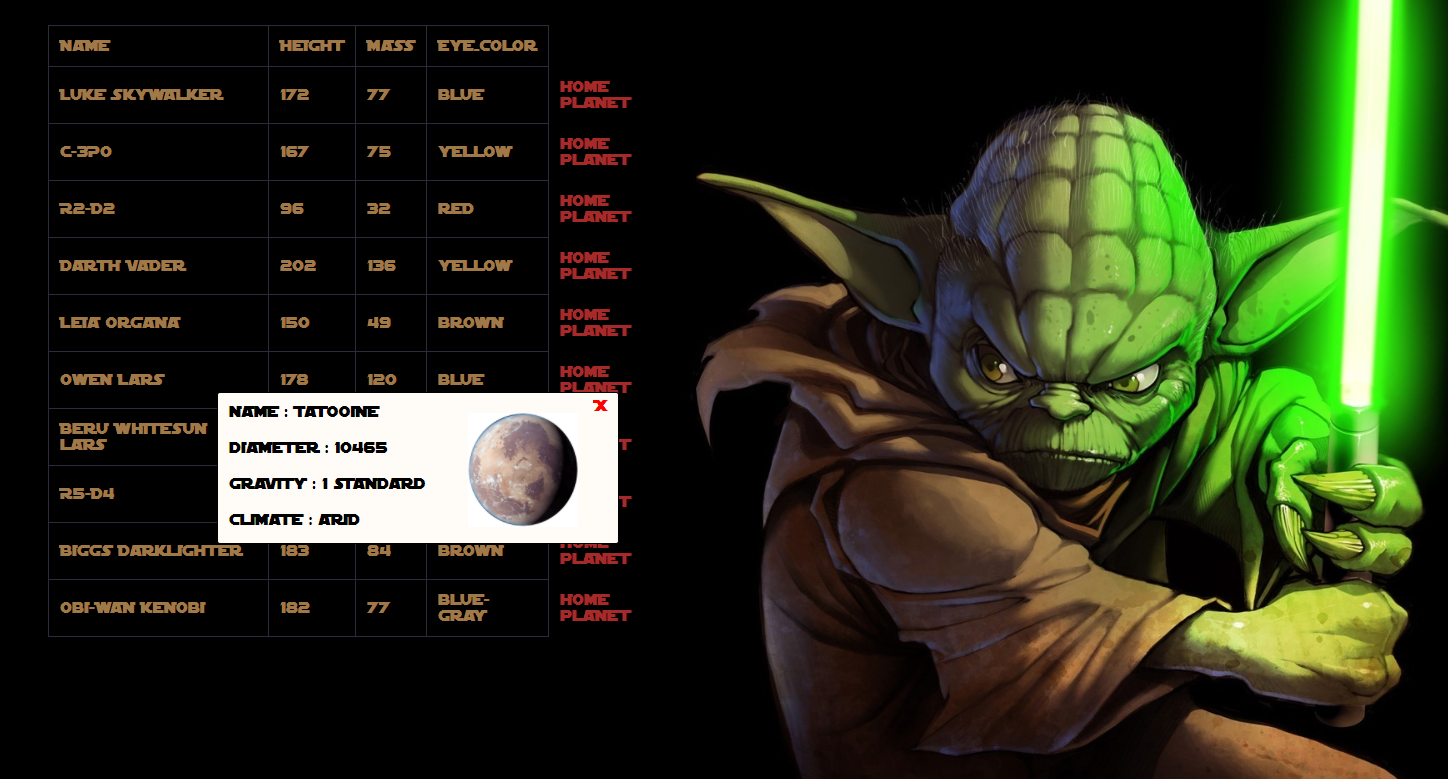 NAME HEIGHT MASS EYE_COLOR
LUKE SKYWALKER 172 77 BLUE HOME
PLANET
C-3PO 167 75 YELLOW HOME
PLANET
R2-D2 96 32 RED HOME
PLANET
DARTH VADER 202 136 YELLOW HOME
PLANET
LEIA ORGANA 150 49 BROWN HOME
PLANET
OWEN LARS 178 120 BLUE HOME
PLANET
BERU WHITESUN
LARS
R5-D4
X
NAME : TATOOINE
DIAMETER : 10465
GRAVITY : 1 STANDARD
CLIMATE : ARID
BIGGS DARKLIGHTER 183 84 BROWN HOME
PLANET
OBI-WAN KENOBI 182 77 BLUE-
GRAY HOME
PLANET